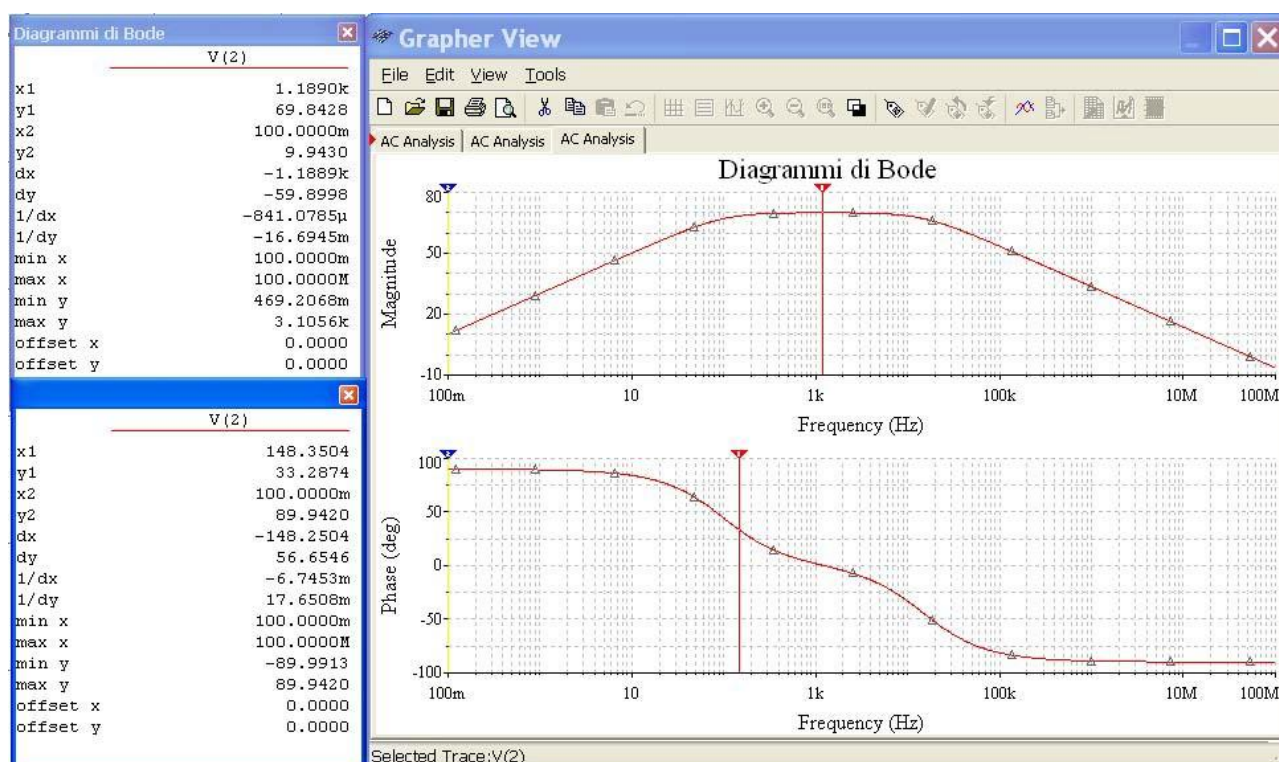 Diagrammi di Bode
V(2)
x1 1.1890k
y1 69.8428
x2 100.0000m
y2 9.9430
dx -1.1889k
dy -59.8998
1/dx -841.0785µ
1/dy -16.6945m
min x 100.0000m
max x 100.0000M
min y 469.2068m
max y 3.1056k
offset x 0.0000
offset y 0.0000
V(2)
x1 148.3504
y1 33.2874
x2 100.0000m
y2 89.9420
dx -148.2504
dy 56.6546
1/dx -6.7453m
1/dy 17.6508m
min x 100.0000m
max x 100.0000M
min y -89.9913
max y 89.9420
offset x 0.0000
offset y 0.0000
Grapher View
File Edit View Tools
AC Analysis AC Analysis AC Analysis
Diagrammi di Bode
Magnitude
80
50
20
-10
100m 10 1k 100k 10M 100M
Frequency (Hz)
Phase (deg)
100
50
0
-50
-100
100m 10 1k 100k 10M 100M
Frequency (Hz)
Selected Trace:V(2)